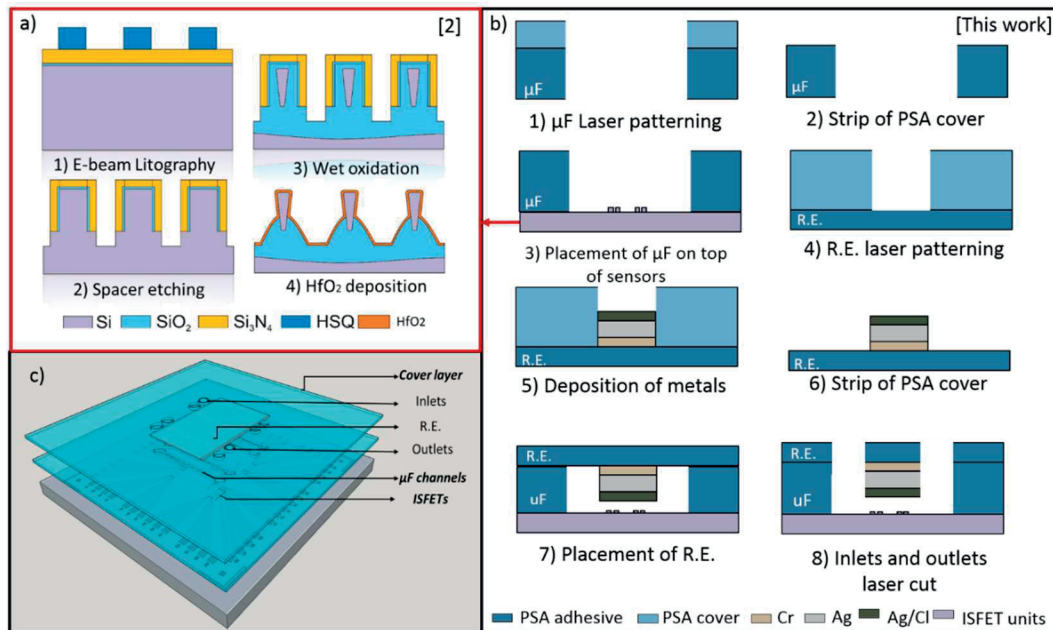 a)
[2]
1) E-beam Litography
3) Wet oxidation
2) Spacer etching
4) HfO₂ deposition
Si SiO₂ Si₃N₄ HSQ HfO₂
b)
[This work]
μF
1) μF Laser patterning
μF
2) Strip of PSA cover
μF
3) Placement of μF on top
of sensors
R.E.
4) R.E. laser patterning
R.E.
5) Deposition of metals
R.E.
6) Strip of PSA cover
R.E.
uF
7) Placement of R.E.
R.E.
uF
8) Inlets and outlets
laser cut
PSA adhesive PSA cover Cr Ag Ag/Cl ISFET units
c)
Cover layer
Inlets
R.E.
Outlets
μF channels
ISFETs